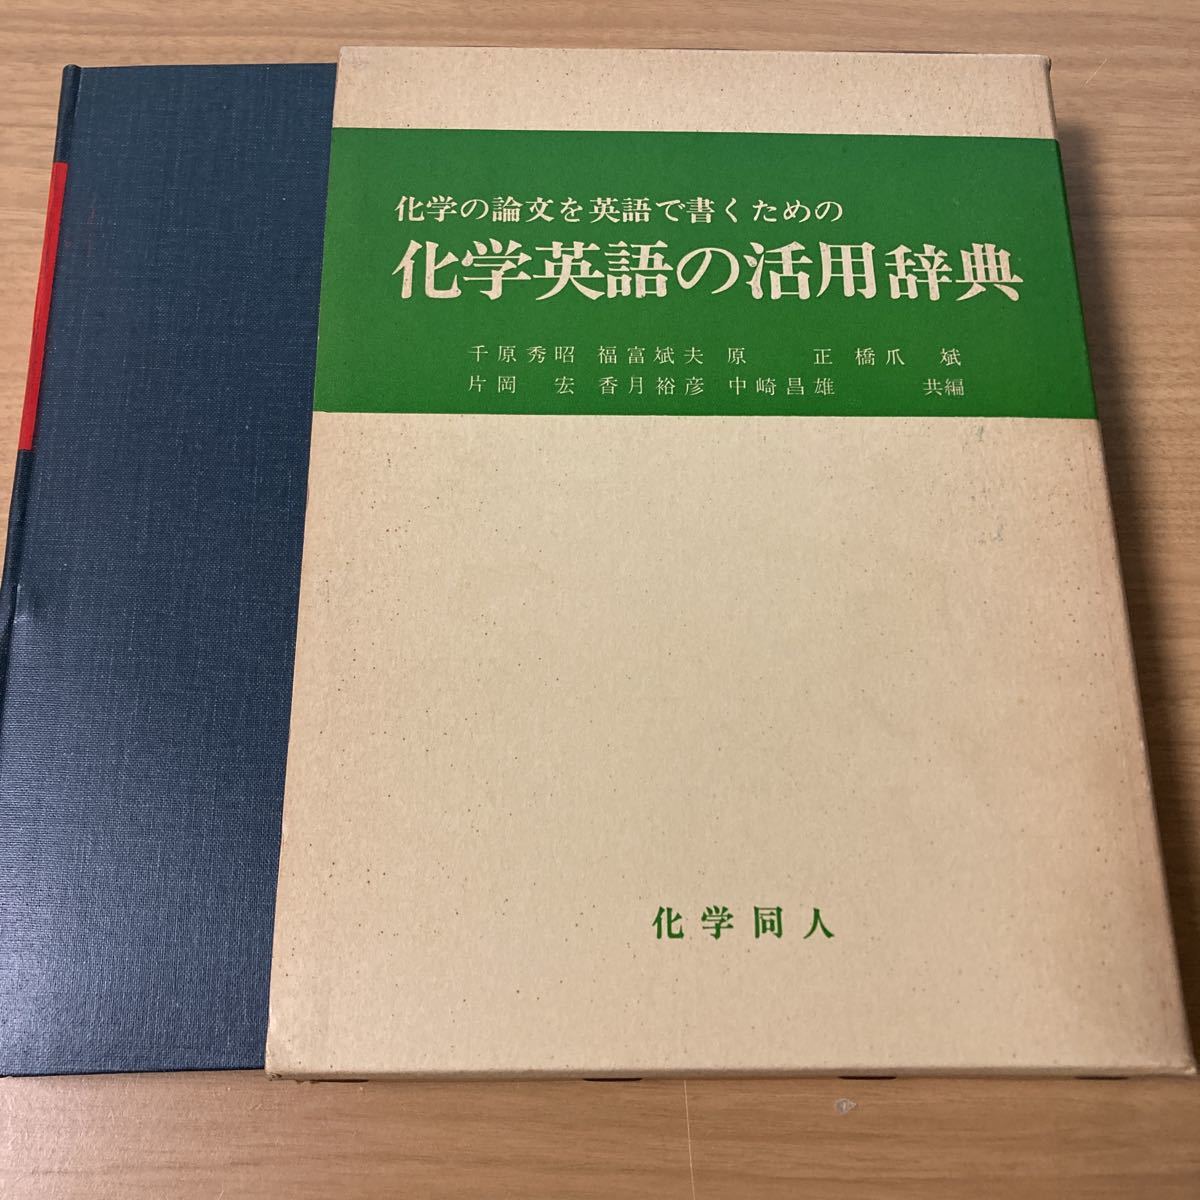 化学の論文を英語で書くための
化学英語の活用辞典
千原秀昭 福富斌夫 原 正 橋爪 斌
片岡 宏 香月裕彦 中崎昌雄 共編
化学同人